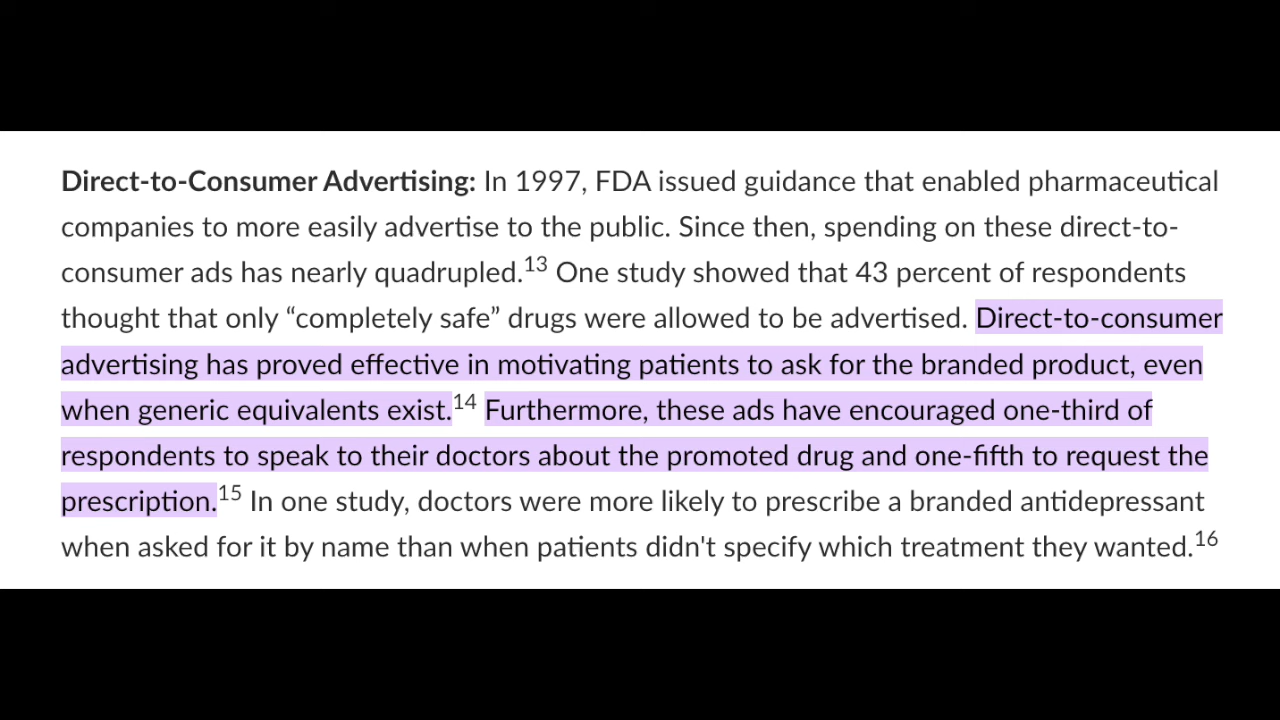 Direct-to-Consumer Advertising: In 1997, FDA issued guidance that enabled pharmaceutical
companies to more easily advertise to the public. Since then, spending on these direct-to-
consumer ads has nearly quadrupled.13 One study showed that 43 percent of respondents
thought that only “completely safe” drugs were allowed to be advertised. Direct-to-consumer
advertising has proved effective in motivating patients to ask for the branded product, even
when generic equivalents exist.14 Furthermore, these ads have encouraged one-third of
respondents to speak to their doctors about the promoted drug and one-fifth to request the
prescription.15 In one study, doctors were more likely to prescribe a branded antidepressant
when asked for it by name than when patients didn't specify which treatment they wanted.16